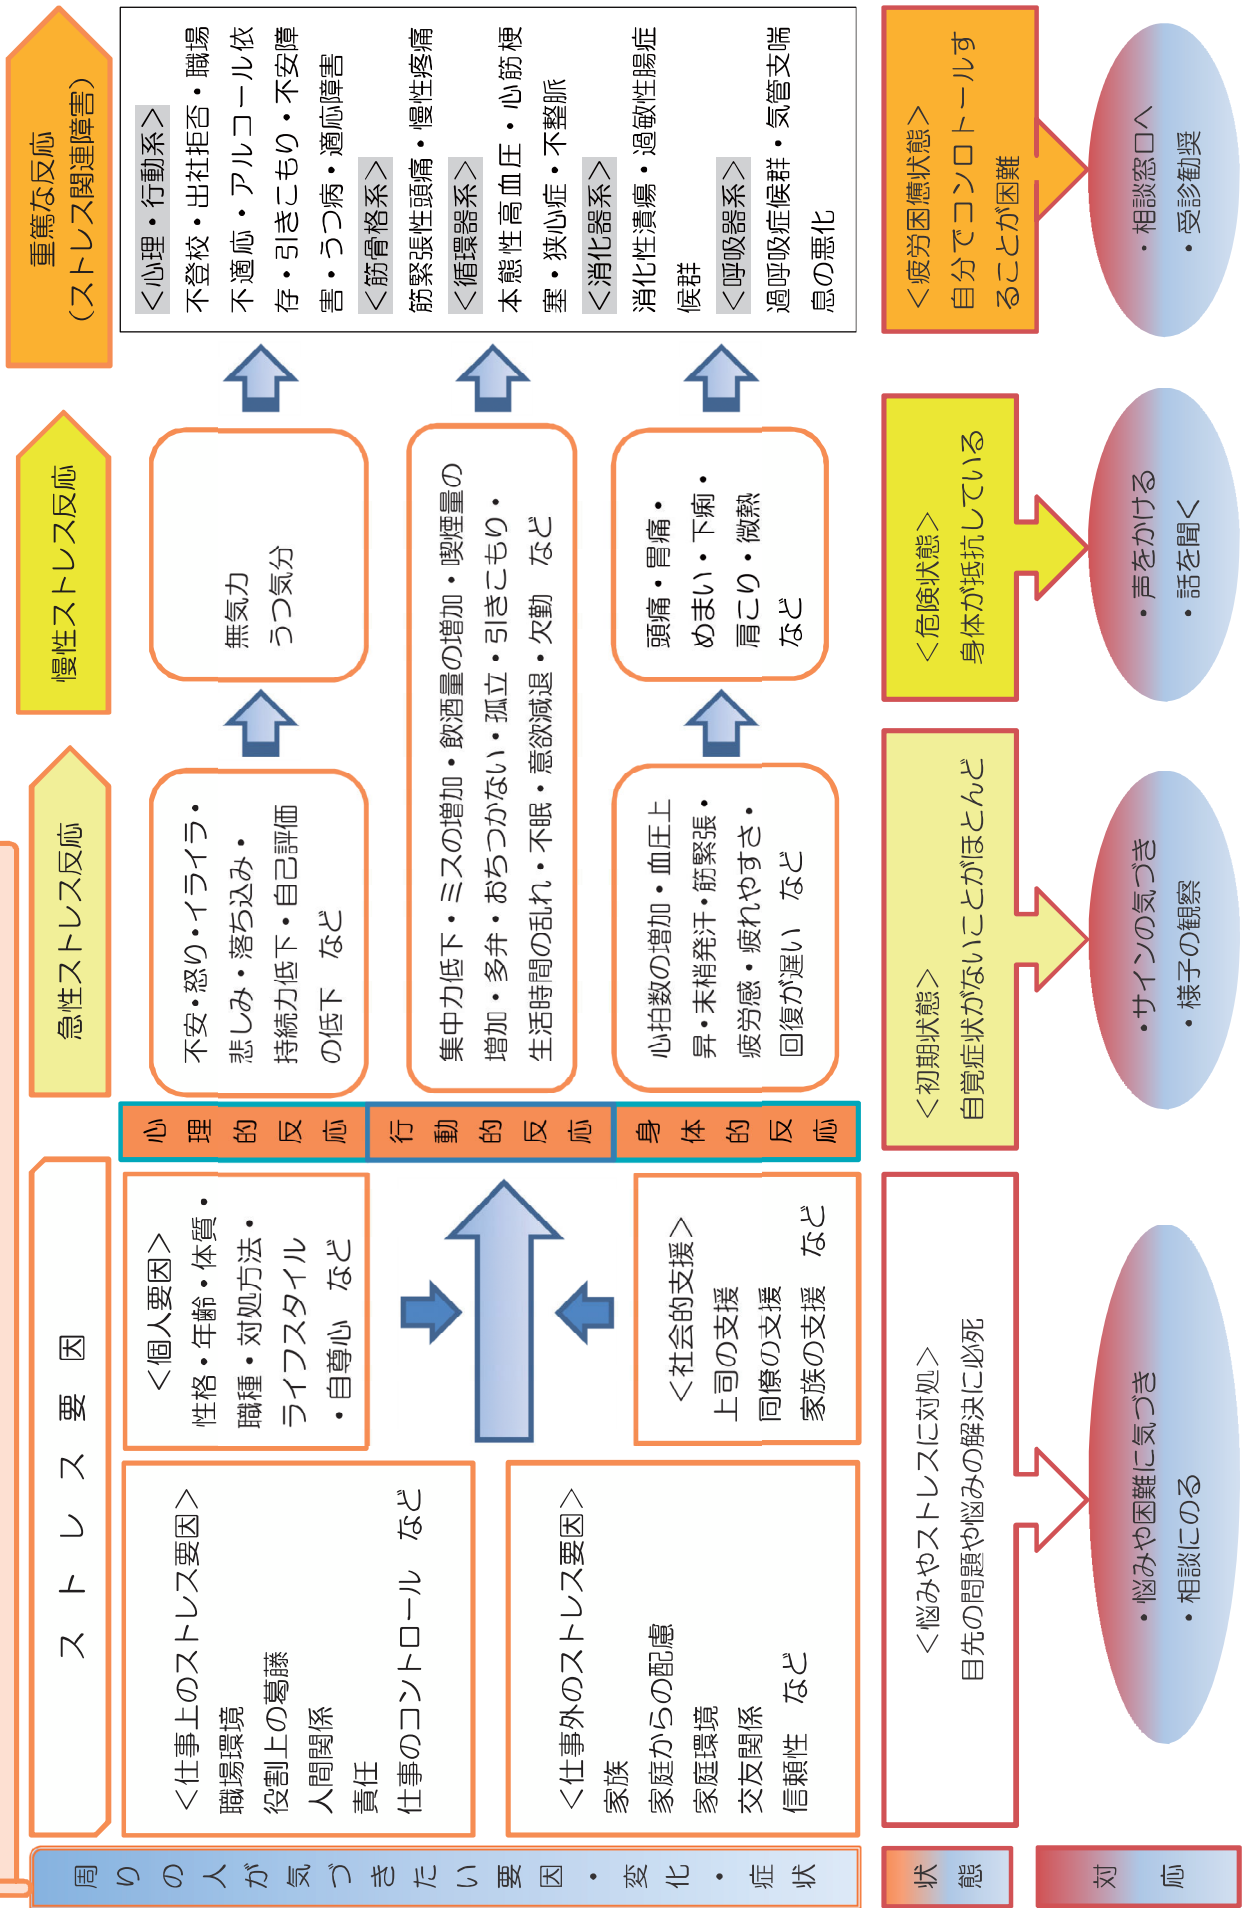 ストレス要因
急性ストレス反応
慢性ストレス反応
重篤な反応
(ストレス関連障害)
周りの人が気づきたい要因・変化・症状
<仕事上のストレス要因>
職場環境
役割上の葛藤
人間関係
責任
仕事のコントロール など
<仕事外のストレス要因>
家族
家庭からの配慮
家庭環境
交友関係
信頼性 など
<個人要因>
性格・年齢・体質・
職種・対処方法・
ライフスタイル
・自尊心 など
<社会的支援>
上司の支援
同僚の支援
家族の支援 など
心理的反応
不安・怒り・イライラ・
悲しみ・落ち込み・
持続力低下・自己評価
の低下 など
無気力
うつ気分
行動的反応
集中力低下・ミスの増加・飲酒量の増加・喫煙量の
増加・多弁・おちつかない・孤立・引きこもり・
生活時間の乱れ・不眠・意欲減退・欠勤 など
身体的反応
心拍数の増加・血圧上
昇・末梢発汗・筋緊張・
疲労感・疲れやすさ・
回復が遅い など
頭痛・胃痛・
めまい・下痢・
肩こり・微熱
など
<心理・行動系>
不登校・出社拒否・職場
不適応・アルコール依
存・引きこもり・不安障
害・うつ病・適応障害
<筋骨格系>
筋緊張性頭痛・慢性疼痛
<循環器系>
本態性高血圧・心筋梗
塞・狭心症・不整脈
<消化器系>
消化性潰瘍・過敏性腸症
候群
<呼吸器系>
過呼吸症候群・気管支喘
息の悪化
状態
<悩みやストレスに対処>
目先の問題や悩みの解決に必死
<初期状態>
自覚症状がないことがほとんど
<危険状態>
身体が抵抗している
<疲労困憊状態>
自分でコンロトールす
ることが困難
対応
・悩みや困難に気づき
・相談にのる
・サインの気づき
・様子の観察
・声をかける
・話を聞く
・相談窓口へ
・受診勧奨